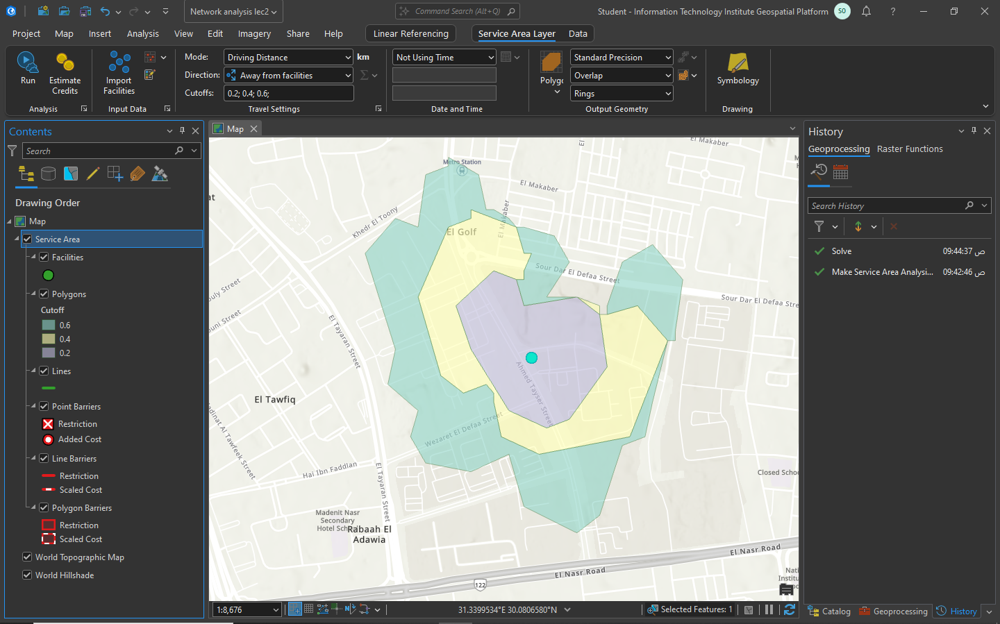 Network analysis lec2
Command Search (Alt+Q)
Student - Information Technology Institute Geospatial Platform
SO
?
Project Map Insert Analysis View Edit Imagery Share Help
Linear Referencing
Service Area Layer Data
Run
Estimate Credits
Analysis
Import Facilities
Input Data
Mode: Driving Distance km
Direction: Away from facilities
Cutoffs: 0.2; 0.4; 0.6;
Travel Settings
Not Using Time
Date and Time
Polygo
Standard Precision
Overlap
Rings
Output Geometry
Symbology
Drawing
Contents
Search
Drawing Order
Map
Service Area
Facilities
Polygons
Cutoff
0.6
0.4
0.2
Lines
Point Barriers
Restriction
Added Cost
Line Barriers
Restriction
Scaled Cost
Polygon Barriers
Restriction
Scaled Cost
World Topographic Map
World Hillshade
Map
El Makaber
El
Metro Station
El Makaber
El Makaber
at
Khedr El Toony
El Golf
Sour Dar El Defaa Street
Sour Dar El Defaa Stre
ouly Street
ouni Street
El Tayaran Street
Ahmed Tayser Street
El Tawfiq
Wezaret El Defaa Street
adinat Al Tawfeek Street
Hai Ibn Faddlan
El Tayaran Street
Closed Schoo
Madenit Nasr
Secondary
Hotel Sch
Rabaah El
Adawia
El Nasr Road
El Nasr Road
122
Nati
Institu
1:8,676
31.3399534°E 30.0806580°N
Selected Features: 1
History
Geoprocessing Raster Functions
Search History
Solve 09:44:37 ص
Make Service Area Analysi... 09:42:46 ص
Catalog Geoprocessing History